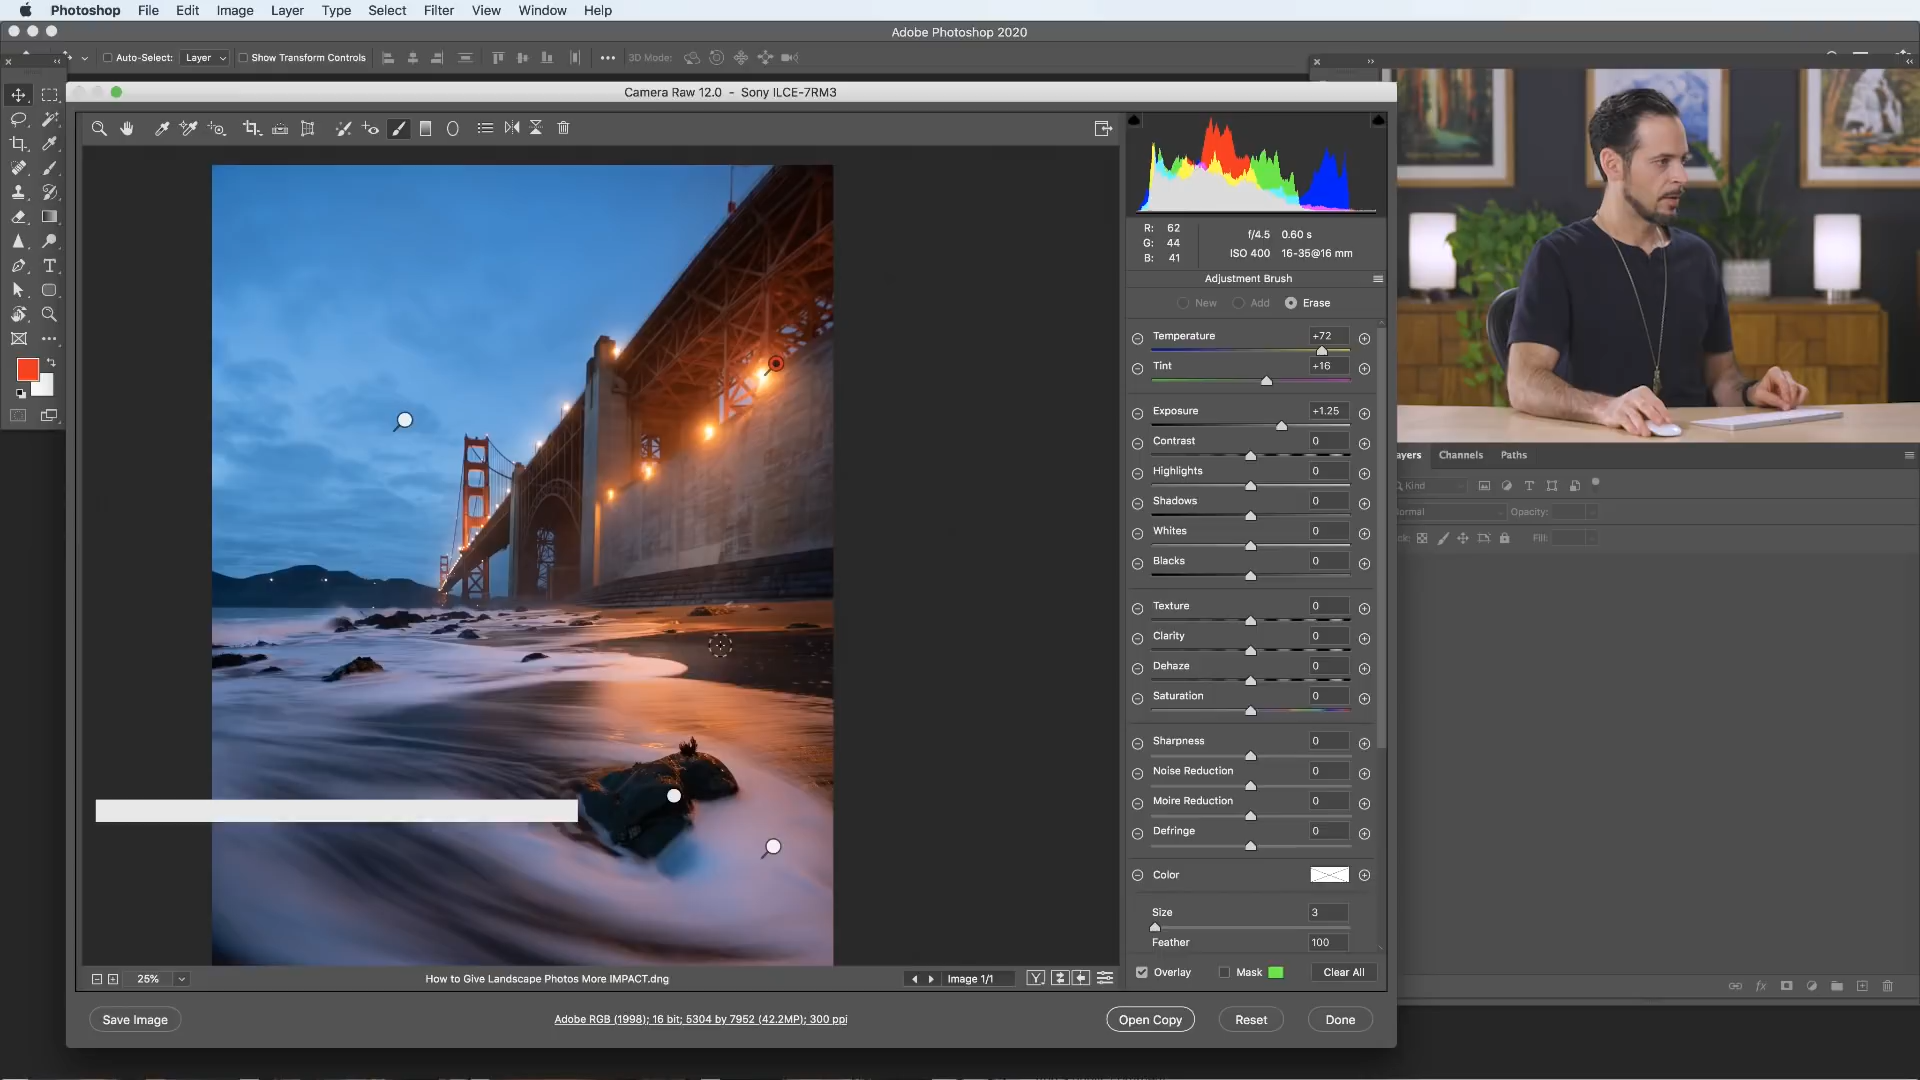 Photoshop File Edit Image Layer Type Select Filter View Window Help
Adobe Photoshop 2020
Auto-Select: Layer Show Transform Controls 3D Mode:
Camera Raw 12.0 - Sony ILCE-7RM3
R: 62
G: 44
B: 41
f/4.5 0.60 s
ISO 400 16-35@16 mm
Adjustment Brush
New Add Erase
Temperature +72
Tint +16
Exposure +1.25
Contrast 0
Highlights 0
Shadows 0
Whites 0
Blacks 0
Texture 0
Clarity 0
Dehaze 0
Saturation 0
Sharpness 0
Noise Reduction 0
Moire Reduction 0
Defringe 0
Color
Size 3
Feather 100
Overlay Mask Clear All
ayers Channels Paths
Kind
ormal Opacity:
ck: Fill:
fx
25% How to Give Landscape Photos More IMPACT.dng Image 1/1 Y
Save Image Adobe RGB (1998); 16 bit; 5304 by 7952 (42.2MP); 300 ppi Open Copy Reset Done